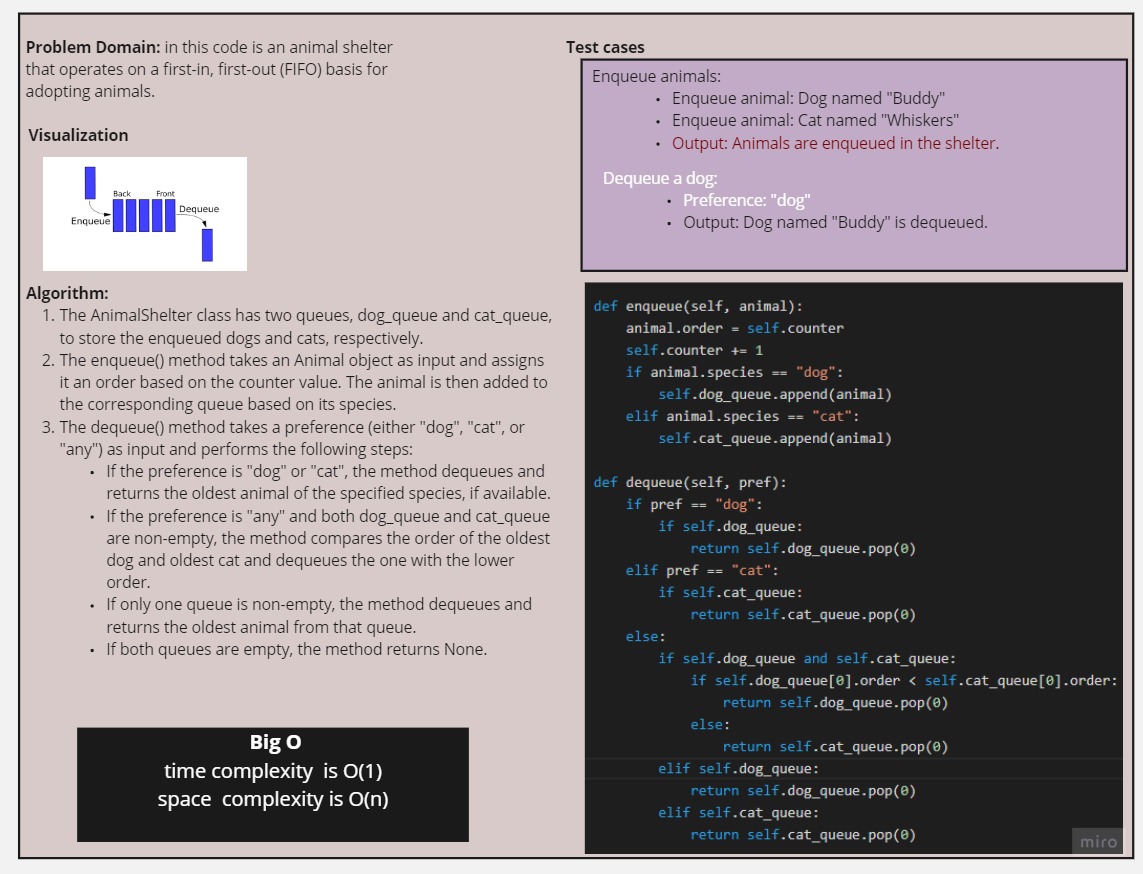 Problem Domain: in this code is an animal shelter
that operates on a first-in, first-out (FIFO) basis for
adopting animals.
Visualization
Back Front
Enqueue
Dequeue
Algorithm:
1. The AnimalShelter class has two queues, dog_queue and cat_queue,
to store the enqueued dogs and cats, respectively.
2. The enqueue() method takes an Animal object as input and assigns
it an order based on the counter value. The animal is then added to
the corresponding queue based on its species.
3. The dequeue() method takes a preference (either "dog", "cat", or
"any") as input and performs the following steps:
• If the preference is "dog" or "cat", the method dequeues and
returns the oldest animal of the specified species, if available.
• If the preference is "any" and both dog_queue and cat_queue
are non-empty, the method compares the order of the oldest
dog and oldest cat and dequeues the one with the lower
order.
• If only one queue is non-empty, the method dequeues and
returns the oldest animal from that queue.
• If both queues are empty, the method returns None.
Big O
time complexity is O(1)
space complexity is O(n)
Test cases
Enqueue animals:
• Enqueue animal: Dog named "Buddy"
• Enqueue animal: Cat named "Whiskers"
• Output: Animals are enqueued in the shelter.
Dequeue a dog:
• Preference: "dog"
• Output: Dog named "Buddy" is dequeued.
def enqueue(self, animal):
    animal.order = self.counter
    self.counter += 1
    if animal.species == "dog":
        self.dog_queue.append(animal)
    elif animal.species == "cat":
        self.cat_queue.append(animal)
def dequeue(self, pref):
    if pref == "dog":
        if self.dog_queue:
            return self.dog_queue.pop(0)
    elif pref == "cat":
        if self.cat_queue:
            return self.cat_queue.pop(0)
    else:
        if self.dog_queue and self.cat_queue:
            if self.dog_queue[0].order < self.cat_queue[0].order:
                return self.dog_queue.pop(0)
            else:
                return self.cat_queue.pop(0)
        elif self.dog_queue:
            return self.dog_queue.pop(0)
        elif self.cat_queue:
            return self.cat_queue.pop(0)
miro